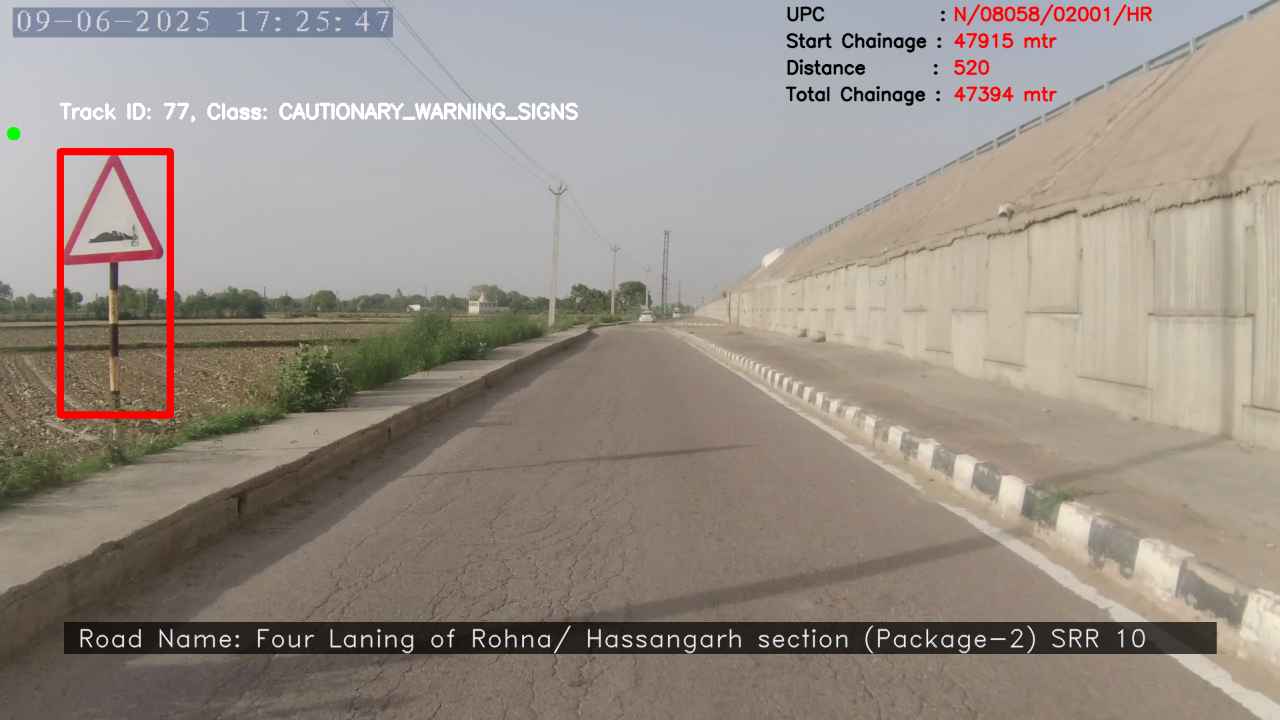 09-06-2025 17:25:47
UPC : N/08058/02001/HR
Start Chainage : 47915 mtr
Distance : 520
Total Chainage : 47394 mtr
Track ID: 77, Class: CAUTIONARY_WARNING_SIGNS
Road Name: Four Laning of Rohna/ Hassangarh section (Package-2) SRR 10